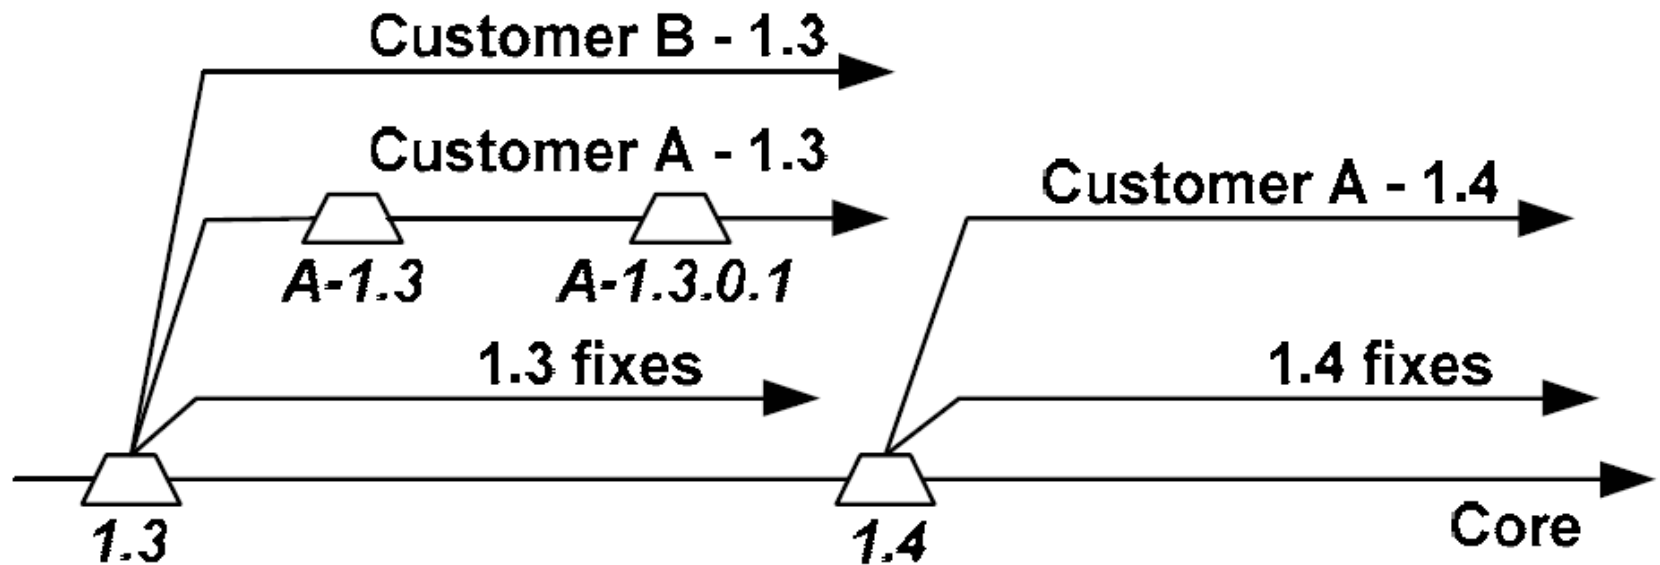 Customer B - 1.3
Customer A - 1.3
Customer A - 1.4
A-1.3
A-1.3.0.1
1.3 fixes
1.4 fixes
1.3
1.4
Core